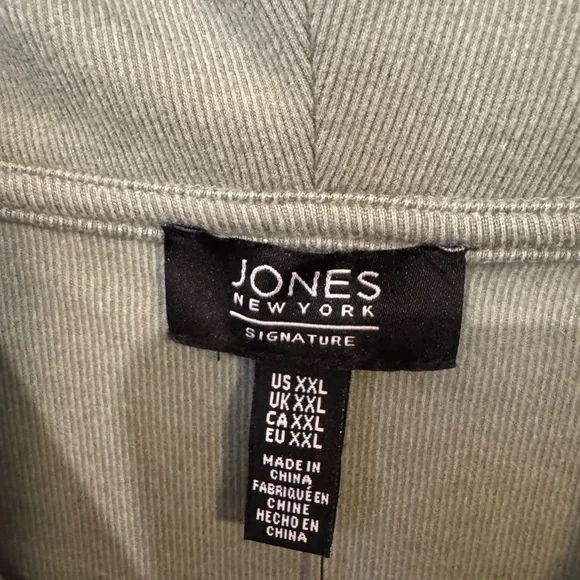 JONES
NEW YORK
SIGNATURE
US XXL
UK XXL
CA XXL
EU XXL
MADE IN
CHINA
FABRIQUÉ EN
CHINE
HECHO EN
CHINA